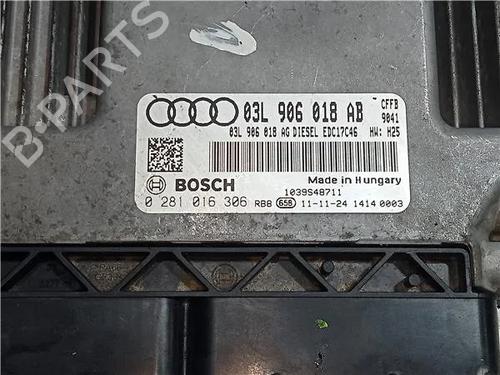 03L 906 018 AB CFFB
9041
03L 906 018 AG DIESEL EDC17C46 HW: H25
BOSCH
Made in Hungary
1039S48711
0 281 016 306 RBB 658 11-11-24 1414 0003
B-PARTS